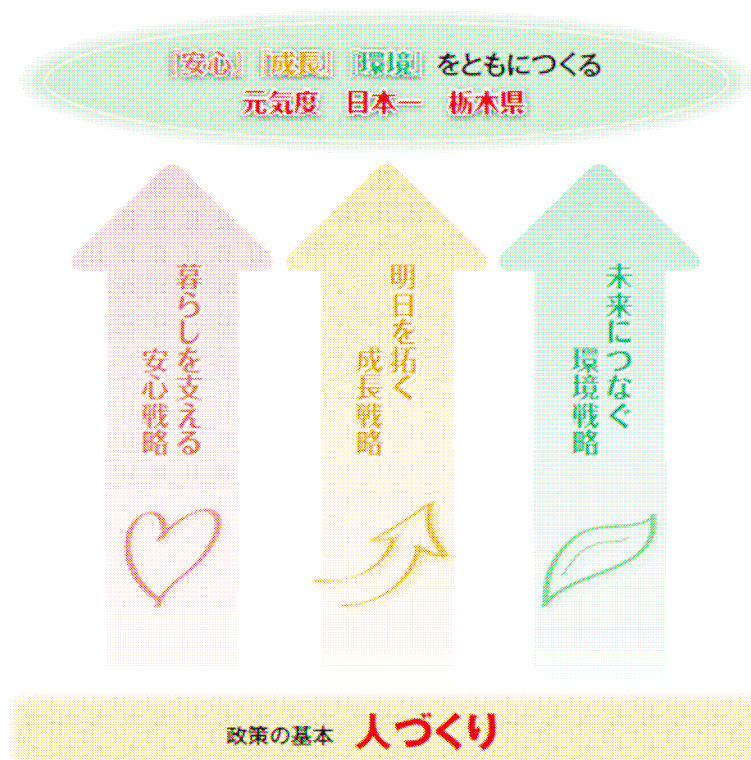 『安心』『成長』『環境』をともにつくる
元気度 日本一 栃木県
暮らしを支える
安心戦略
明日を拓く
成長戦略
未来につなぐ
環境戦略
政策の基本 人づくり